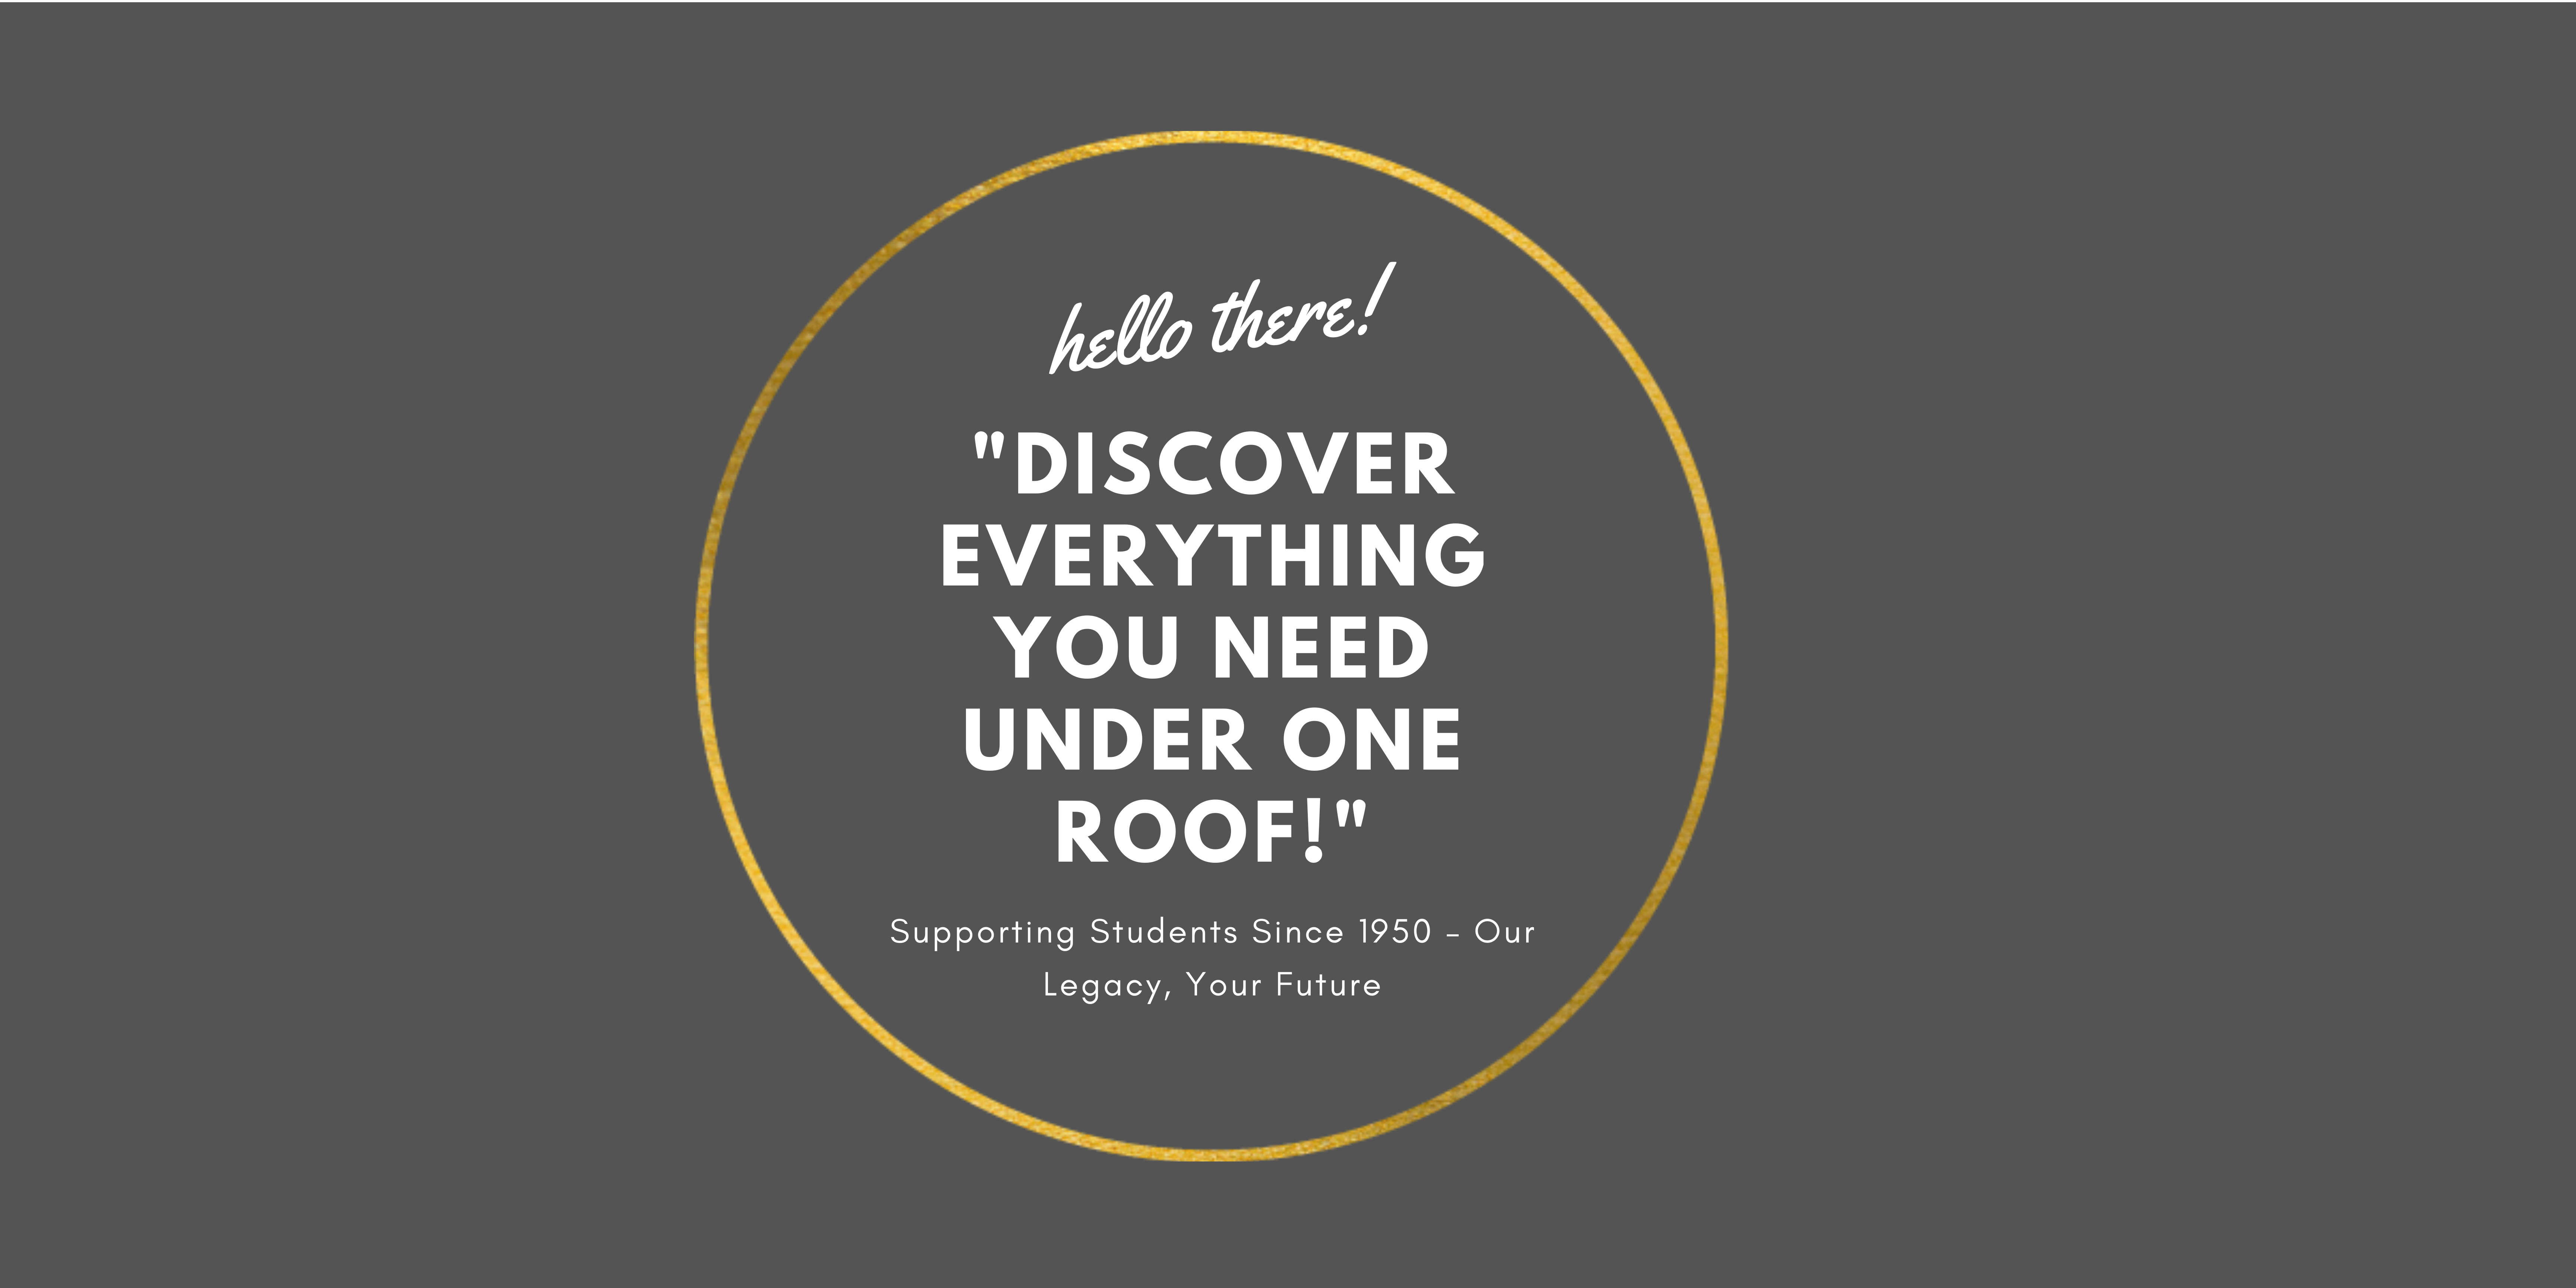 hello there!
"DISCOVER
EVERYTHING
YOU NEED
UNDER ONE
ROOF!"
Supporting Students Since 1950 – Our
Legacy, Your Future